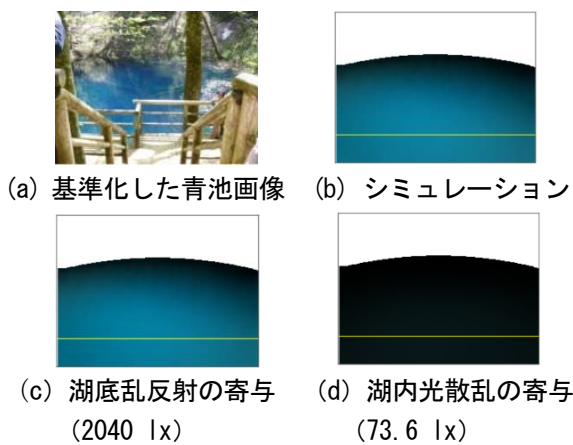 (a) 基準化した青池画像
(b) シミュレーション
(c) 湖底乱反射の寄与
(2040 lx)
(d) 湖内光散乱の寄与
(73.6 lx)